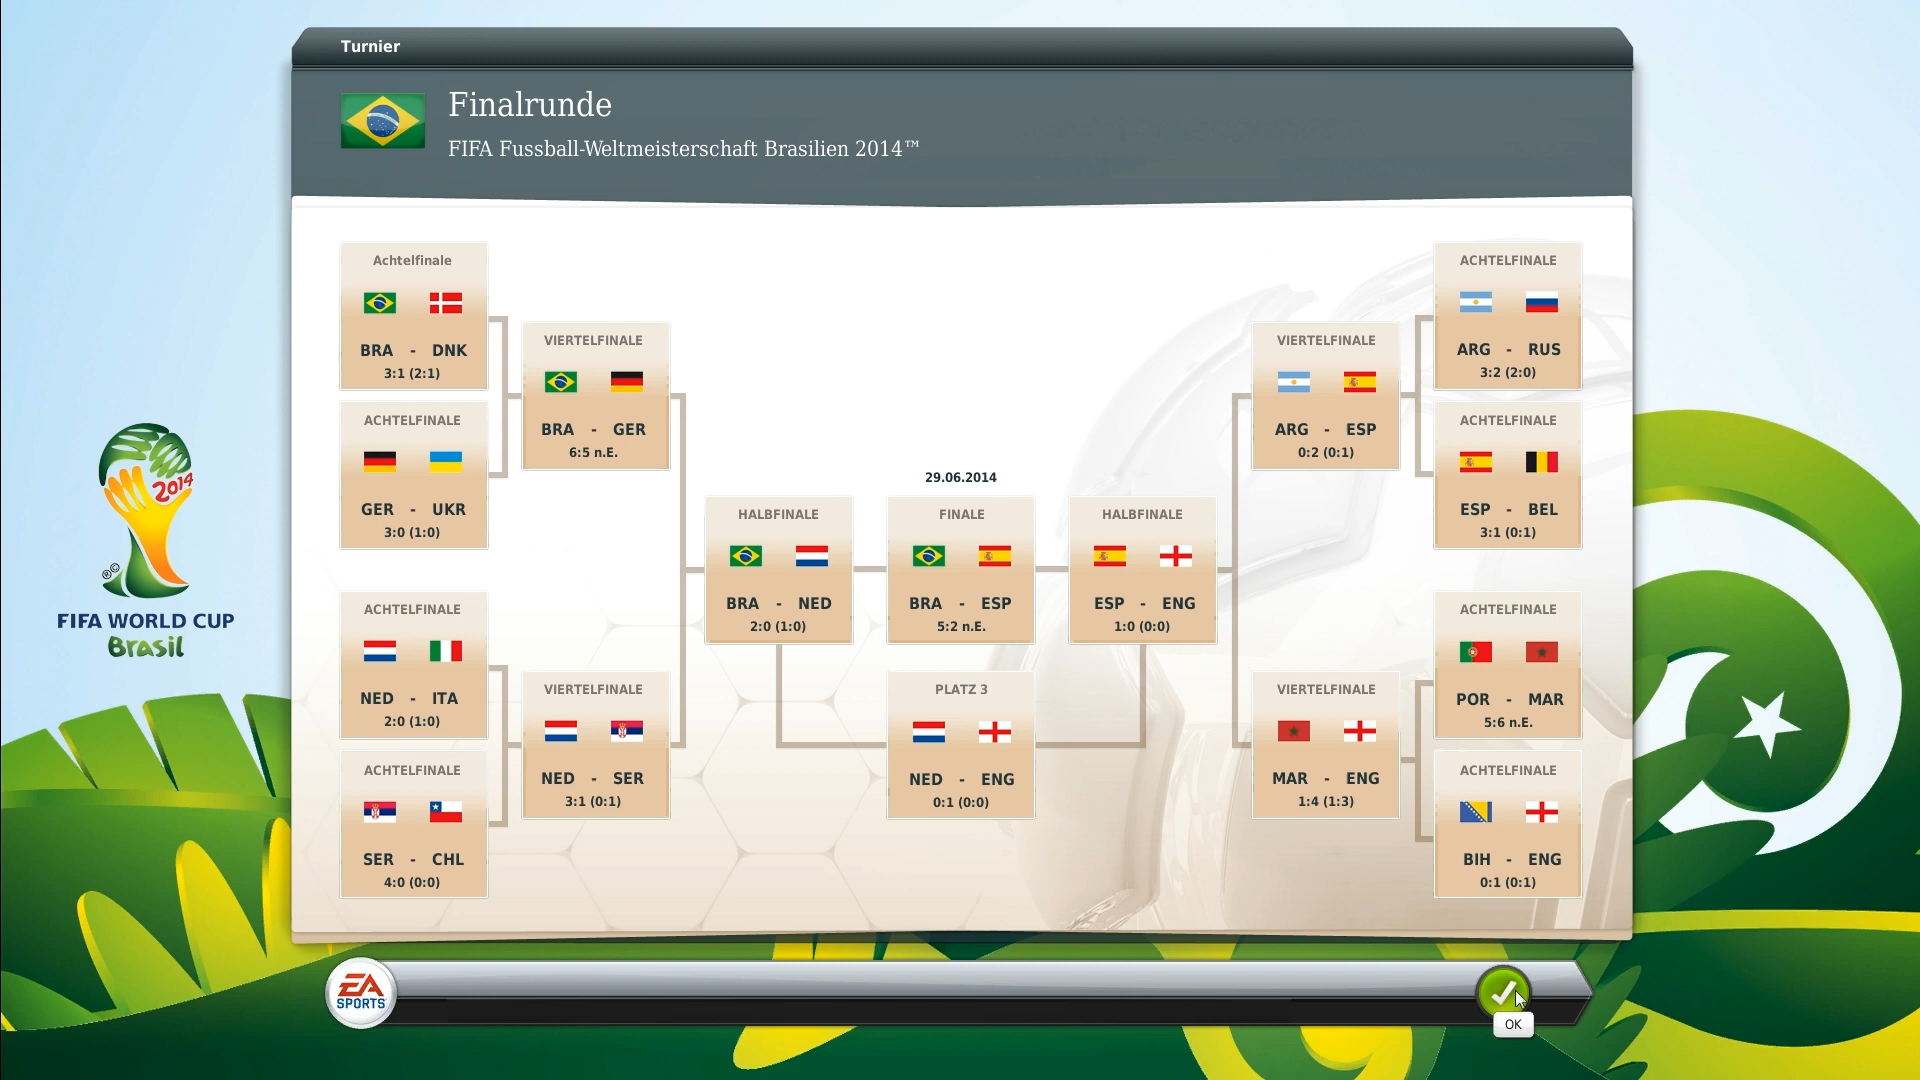 Turnier
Finalrunde
FIFA Fussball-Weltmeisterschaft Brasilien 2014™
Achtelfinale
BRA - DNK
3:1 (2:1)
ACHTELFINALE
GER - UKR
3:0 (1:0)
ACHTELFINALE
NED - ITA
2:0 (1:0)
ACHTELFINALE
SER - CHL
4:0 (0:0)
VIERTELFINALE
BRA - GER
6:5 n.E.
VIERTELFINALE
NED - SER
3:1 (0:1)
HALBFINALE
BRA - NED
2:0 (1:0)
29.06.2014
FINALE
BRA - ESP
5:2 n.E.
PLATZ 3
NED - ENG
0:1 (0:0)
HALBFINALE
ESP - ENG
1:0 (0:0)
VIERTELFINALE
ARG - ESP
0:2 (0:1)
VIERTELFINALE
MAR - ENG
1:4 (1:3)
ACHTELFINALE
ARG - RUS
3:2 (2:0)
ACHTELFINALE
ESP - BEL
3:1 (0:1)
ACHTELFINALE
POR - MAR
5:6 n.E.
ACHTELFINALE
BIH - ENG
0:1 (0:1)
2014
®©
FIFA WORLD CUP
Brasil
EA
SPORTS
OK